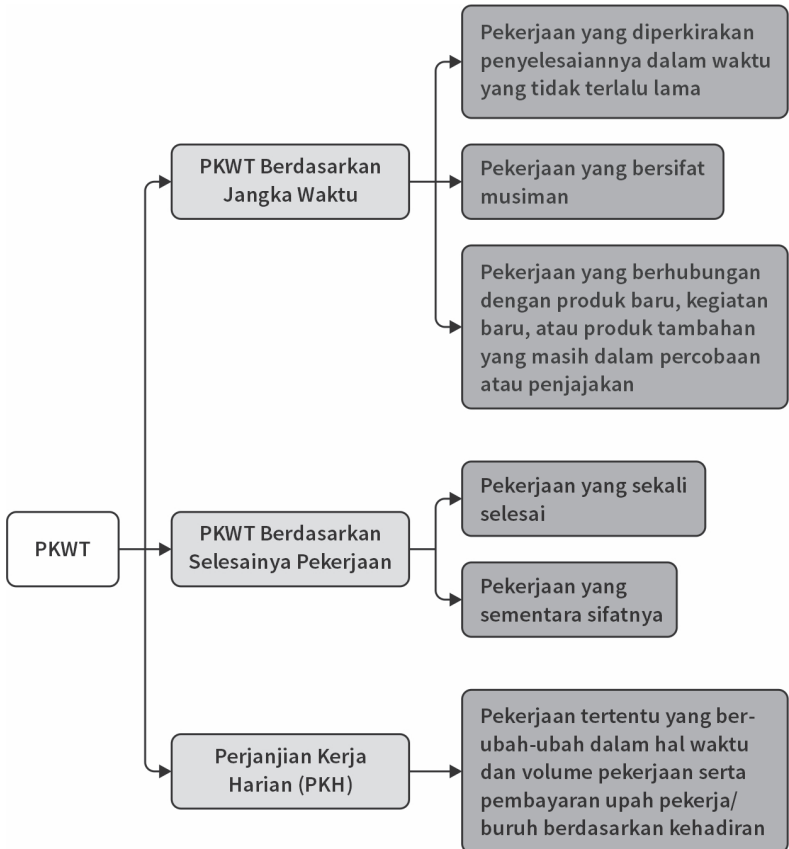 PKWT
PKWT Berdasarkan
Jangka Waktu
Pekerjaan yang diperkirakan
penyelesaiannya dalam waktu
yang tidak terlalu lama
Pekerjaan yang bersifat
musiman
Pekerjaan yang berhubungan
dengan produk baru, kegiatan
baru, atau produk tambahan
yang masih dalam percobaan
atau penjajakan
PKWT Berdasarkan
Selesainya Pekerjaan
Pekerjaan yang sekali
selesai
Pekerjaan yang
sementara sifatnya
Perjanjian Kerja
Harian (PKH)
Pekerjaan tertentu yang ber-
ubah-ubah dalam hal waktu
dan volume pekerjaan serta
pembayaran upah pekerja/
buruh berdasarkan kehadiran